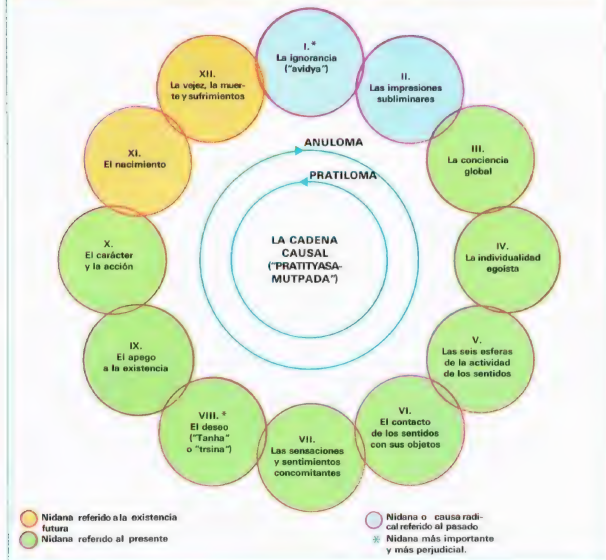 I.*
La ignorancia
("avidya")
II.
Las impresiones
subliminares
III.
La conciencia
global
IV.
La individualidad
egoista
V.
Las seis esferas
de la actividad
de los sentidos
VI.
El contacto
de los sentidos
con sus objetos
VII.
Las sensaciones
y sentimientos
concomitantes
VIII. *
El deseo
("Tanha"
o "trsina")
IX.
El apego
a la existencia
X.
El carácter
y la acción
XI.
El nacimiento
XII.
La vejez, la muer-
te y sufrimientos
ANULOMA
PRATILOMA
LA CADENA
CAUSAL
("PRATITYASA-
MUTPADA")
Nidana referido a la existencia
futura
Nidana referido al presente
Nidana o causa radi-
cal referido al pasado
* Nidana más importante
y más perjudicial.